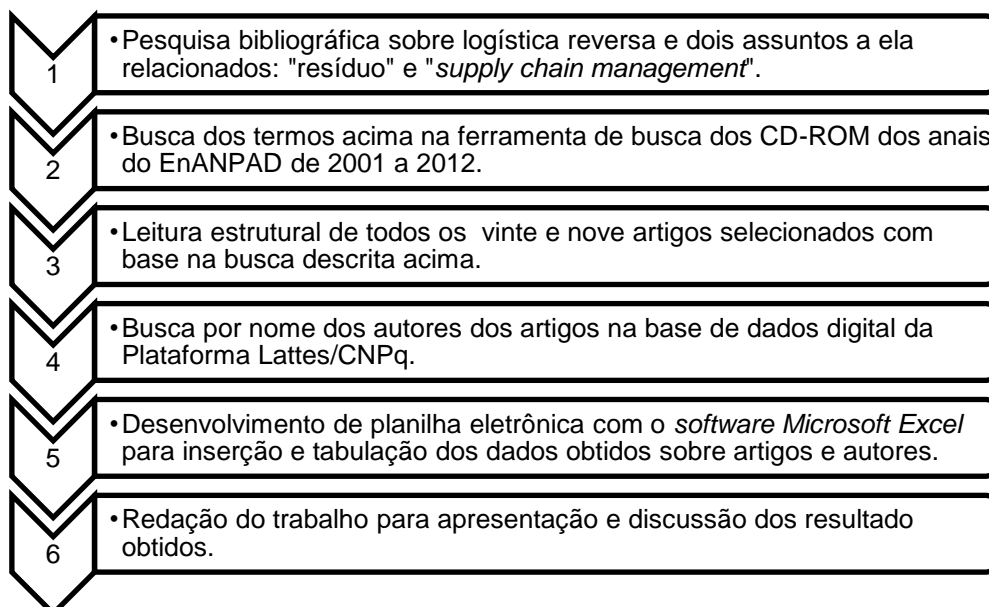 1
•Pesquisa bibliográfica sobre logística reversa e dois assuntos a ela
relacionados: "resíduo" e "supply chain management".
2
•Busca dos termos acima na ferramenta de busca dos CD-ROM dos anais
do EnANPAD de 2001 a 2012.
3
•Leitura estrutural de todos os vinte e nove artigos selecionados com
base na busca descrita acima.
4
•Busca por nome dos autores dos artigos na base de dados digital da
Plataforma Lattes/CNPq.
5
•Desenvolvimento de planilha eletrônica com o software Microsoft Excel
para inserção e tabulação dos dados obtidos sobre artigos e autores.
6
•Redação do trabalho para apresentação e discussão dos resultado
obtidos.